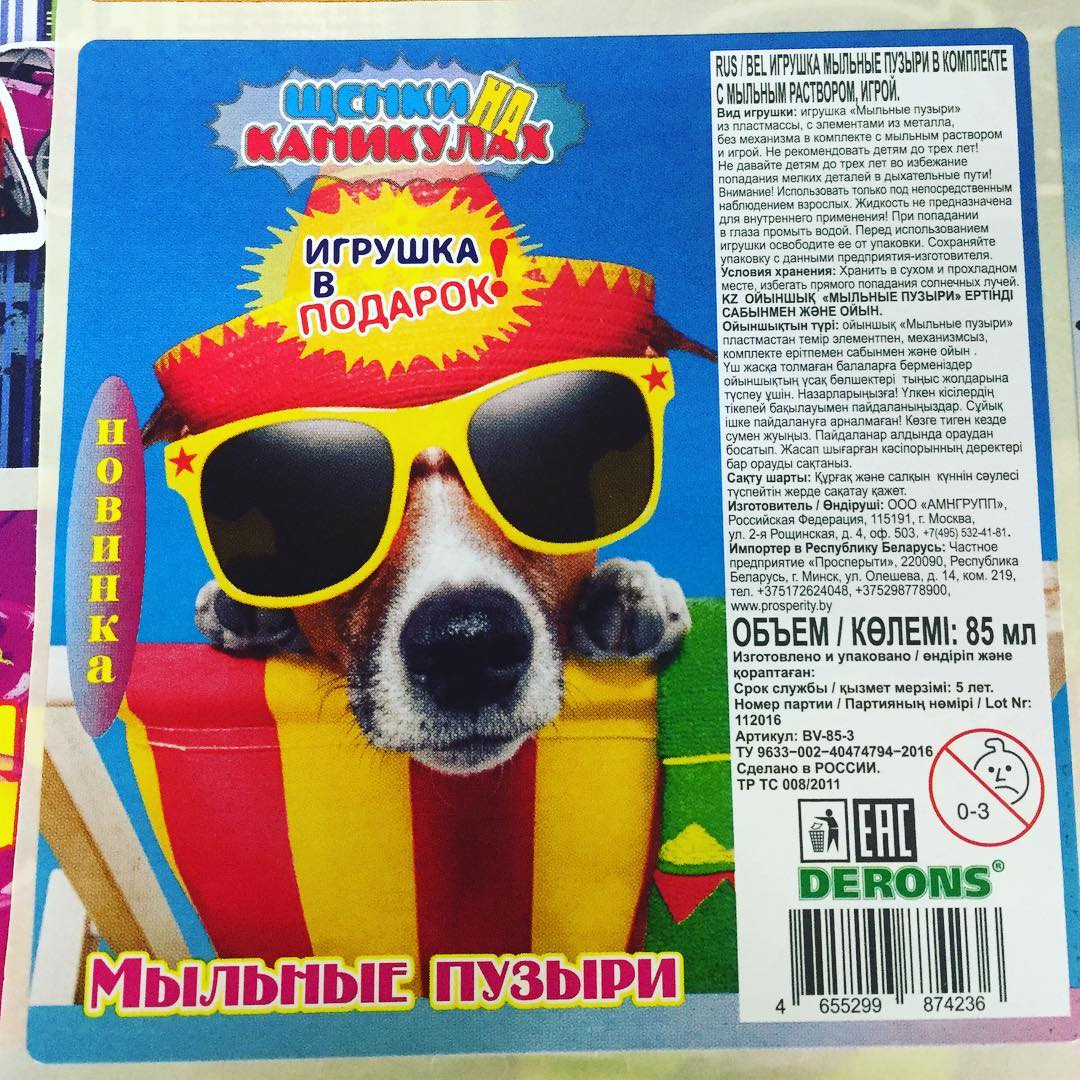 ЩЕНКИ НА
КАНИКУЛАХ
ИГРУШКА
В
ПОДАРОК!
НОВИНКА
МЫЛЬНЫЕ ПУЗЫРИ
RUS / BEL ИГРУШКА МЫЛЬНЫЕ ПУЗЫРИ В КОМПЛЕКТЕ
С МЫЛЬНЫМ РАСТВОРОМ, ИГРОЙ.
Вид игрушки: игрушка «Мыльные пузыри»
из пластмассы, с элементами из металла,
без механизма в комплекте с мыльным раствором
и игрой. Не рекомендовать детям до трех лет!
Не давайте детям до трех лет во избежание
попадания мелких деталей в дыхательные пути!
Внимание! Использовать только под непосредственным
наблюдением взрослых. Жидкость не предназначена
для внутреннего применения! При попадании
в глаза промыть водой. Перед использованием
игрушки освободите ее от упаковки. Сохраняйте
упаковку с данными предприятия-изготовителя.
Условия хранения: Хранить в сухом и прохладном
месте, избегать прямого попадания солнечных лучей.
KZ ОЙЫНШЫҚ «МЫЛЬНЫЕ ПУЗЫРИ» ЕРТІНДІ
САБЫНМЕН ЖӘНЕ ОЙЫН.
Ойыншықтын түрі: ойыншық «Мыльные пузыри»
пластмастан темір элементпен, механизмсыз,
комплекте ерітпемен сабынмен және ойын .
Үш жасқа толмаған балаларға берменіздер
ойыншықтың ұсақ бөлшектері тыныс жолдарына
түспеу үшін. Назарларыңызға! Үлкен кісілердің
тікелей бақылауымен пайдаланыңыздар. Сұйық
ішке пайдалануға арналмаған! Көзге тиген кезде
сумен жуыңыз. Пайдаланар алдында ораудан
босатып. Жасап шығарған кәсіпорынның деректері
бар орауды сақтаңыз.
Сақту шарты: Құрғақ және салқын күннін сәулесі
түспейтін жерде сақатау қажет.
Изготовитель / Өндіруші: ООО «АМНГРУПП»,
Российская Федерация, 115191, г. Москва,
ул. 2-я Рощинская, д. 4, оф. 503. +7(495) 532-41-81.
Импортер в Республику Беларусь: Частное
предприятие «Просперыти», 220090, Республика
Беларусь, г. Минск, ул. Олешева, д. 14, ком. 219,
тел. +375172624048, +375298778900,
www.prosperity.by
ОБЪЕМ / КӨЛЕМІ: 85 мл
Изготовлено и упаковано / өндіріп және
қораптаған:
Срок службы / қызмет мерзімі: 5 лет.
Номер партии / Партияның нөмірі / Lot Nr:
112016
Артикул: BV-85-3
ТУ 9633-002-40474794-2016
Сделано в РОССИИ.
ТР ТС 008/2011
0-3
EAC
DERONS®
4 655299 874236